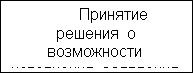 Принятие
решения о
возможности